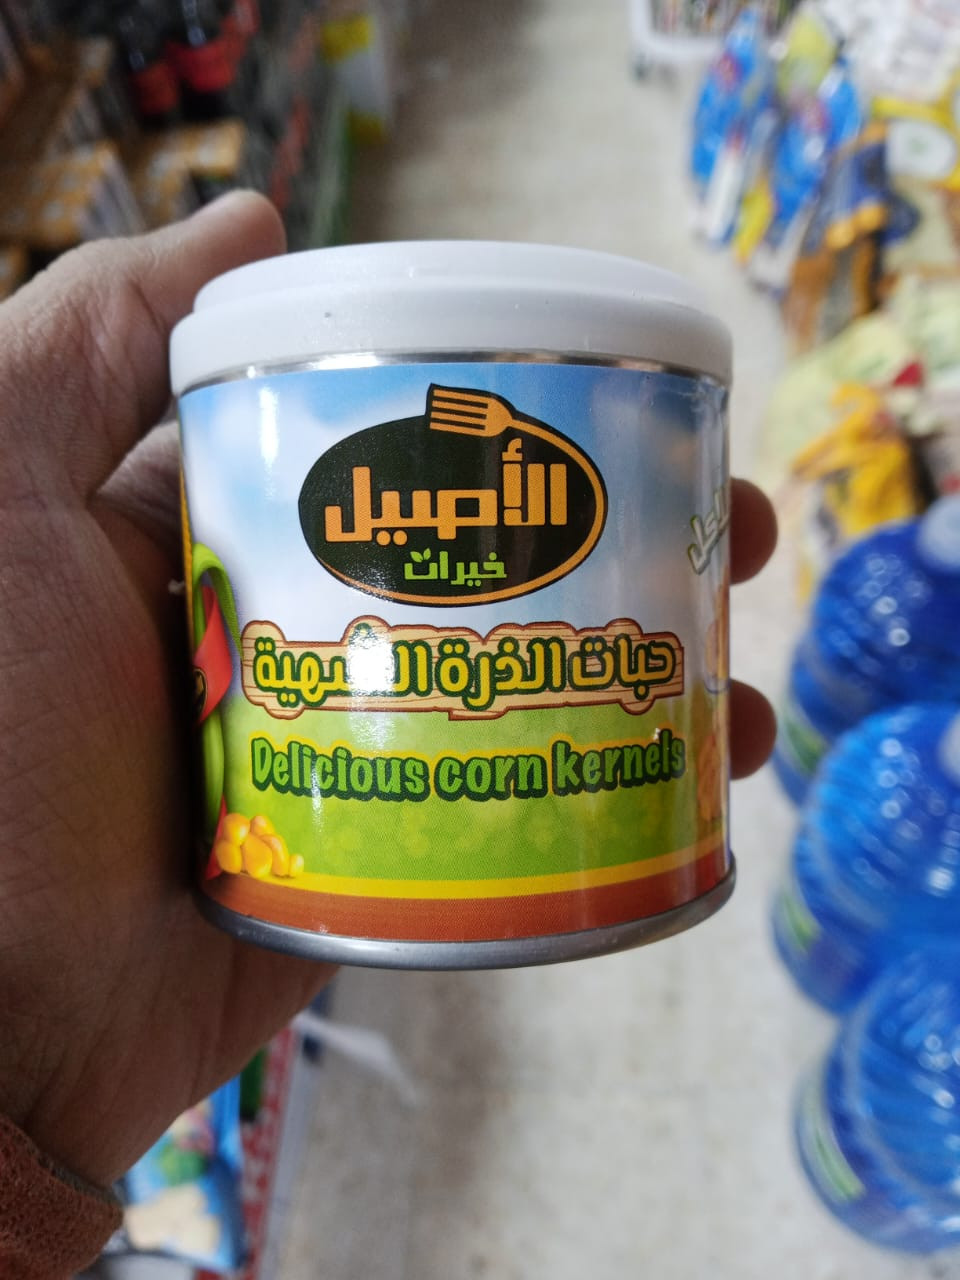 الأصيل
خيرات
حبات الذرة الشهية
Delicious corn kernels